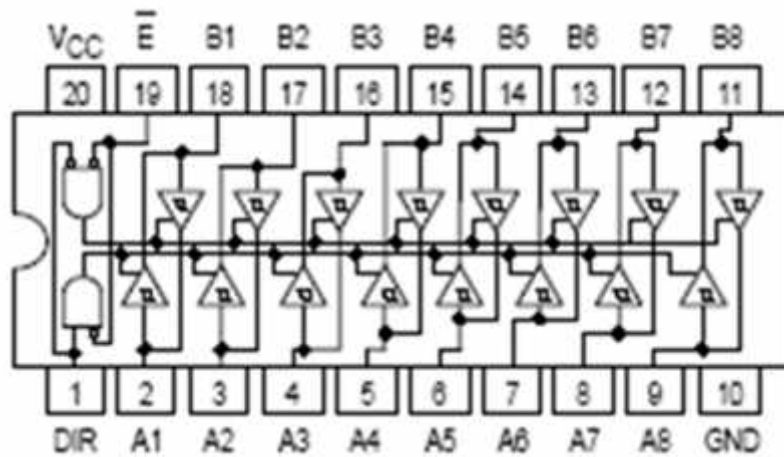 VCC E B1 B2 B3 B4 B5 B6 B7 B8
20 19 18 17 16 15 14 13 12 11
1 2 3 4 5 6 7 8 9 10
DIR A1 A2 A3 A4 A5 A6 A7 A8 GND